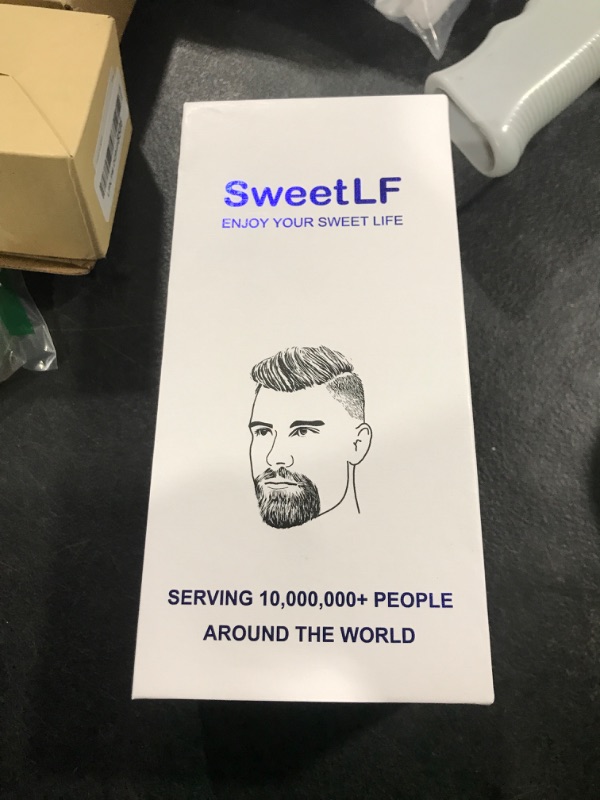 SweetLF
ENJOY YOUR SWEET LIFE
SERVING 10,000,000+ PEOPLE
AROUND THE WORLD